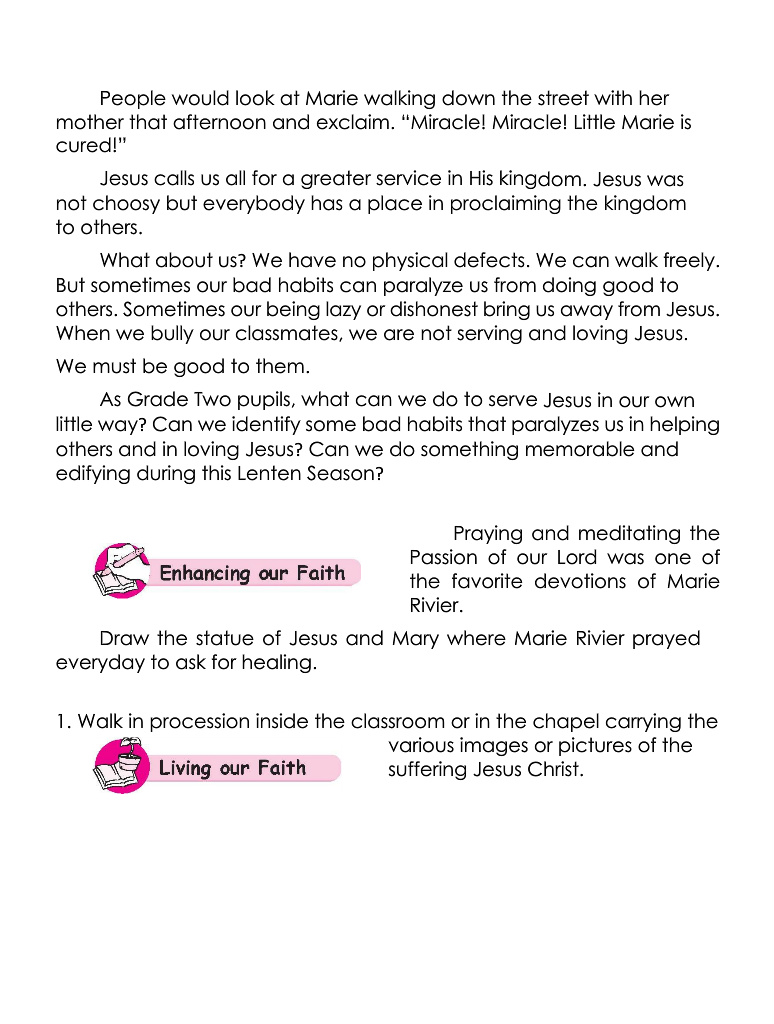 People would look at Marie walking down the street with her
mother that afternoon and exclaim. “Miracle! Miracle! Little Marie is
cured!”
Jesus calls us all for a greater service in His kingdom. Jesus was
not choosy but everybody has a place in proclaiming the kingdom
to others.
What about us? We have no physical defects. We can walk freely.
But sometimes our bad habits can paralyze us from doing good to
others. Sometimes our being lazy or dishonest bring us away from Jesus.
When we bully our classmates, we are not serving and loving Jesus.
We must be good to them.
As Grade Two pupils, what can we do to serve Jesus in our own
little way? Can we identify some bad habits that paralyzes us in helping
others and in loving Jesus? Can we do something memorable and
edifying during this Lenten Season?
Enhancing our Faith
Praying and meditating the
Passion of our Lord was one of
the favorite devotions of Marie
Rivier.
Draw the statue of Jesus and Mary where Marie Rivier prayed
everyday to ask for healing.
1. Walk in procession inside the classroom or in the chapel carrying the
various images or pictures of the
suffering Jesus Christ.
Living our Faith